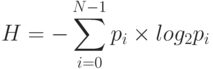 H = -\sum_{i=0}^{N-1} p_i \times log_2 p_i